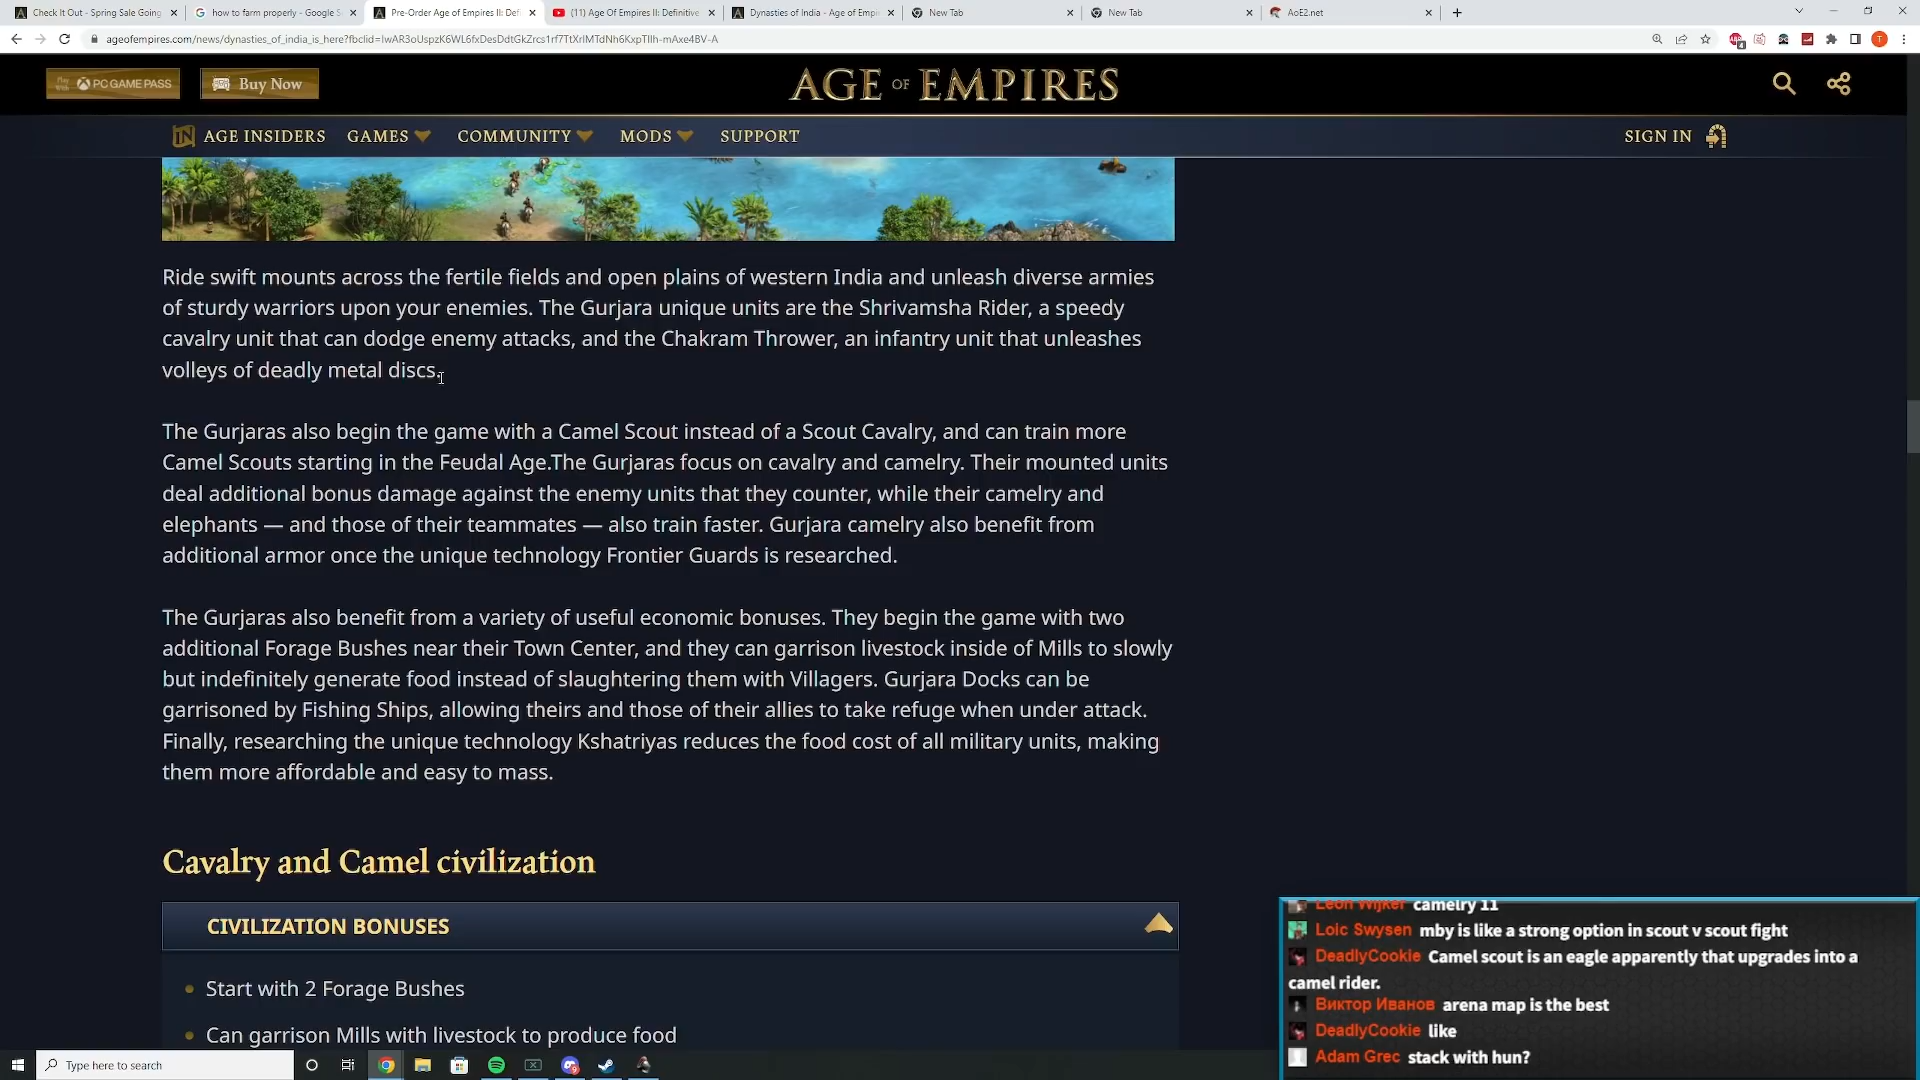 Check It Out - Spring Sale Going
how to farm properly - Google S
Pre-Order Age of Empires II: Defi
(11) Age Of Empires II: Definitive
Dynasties of India - Age of Emp
New Tab
New Tab
AoE2.net
ageofempires.com/news/dynasties_of_india_is_here?fbclid=IwAR3oUspzK6WL6fxDesDdtGkZrcs1rf7TtXrlMTdNh6KxpTIlh-mAxe4BV-A
PC GAME PASS
Buy Now
AGE OF EMPIRES
AGE INSIDERS
GAMES
COMMUNITY
MODS
SUPPORT
SIGN IN
Ride swift mounts across the fertile fields and open plains of western India and unleash diverse armies
of sturdy warriors upon your enemies. The Gurjara unique units are the Shrivamsha Rider, a speedy
cavalry unit that can dodge enemy attacks, and the Chakram Thrower, an infantry unit that unleashes
volleys of deadly metal discs.
The Gurjaras also begin the game with a Camel Scout instead of a Scout Cavalry, and can train more
Camel Scouts starting in the Feudal Age.The Gurjaras focus on cavalry and camelry. Their mounted units
deal additional bonus damage against the enemy units that they counter, while their camelry and
elephants — and those of their teammates — also train faster. Gurjara camelry also benefit from
additional armor once the unique technology Frontier Guards is researched.
The Gurjaras also benefit from a variety of useful economic bonuses. They begin the game with two
additional Forage Bushes near their Town Center, and they can garrison livestock inside of Mills to slowly
but indefinitely generate food instead of slaughtering them with Villagers. Gurjara Docks can be
garrisoned by Fishing Ships, allowing theirs and those of their allies to take refuge when under attack.
Finally, researching the unique technology Kshatriyas reduces the food cost of all military units, making
them more affordable and easy to mass.
Cavalry and Camel civilization
CIVILIZATION BONUSES
Start with 2 Forage Bushes
Can garrison Mills with livestock to produce food
Leon Wijker camelry 11
Loic Swysen mby is like a strong option in scout v scout fight
DeadlyCookie Camel scout is an eagle apparently that upgrades into a
camel rider.
Виктор Иванов arena map is the best
DeadlyCookie like
Adam Grec stack with hun?
Type here to search